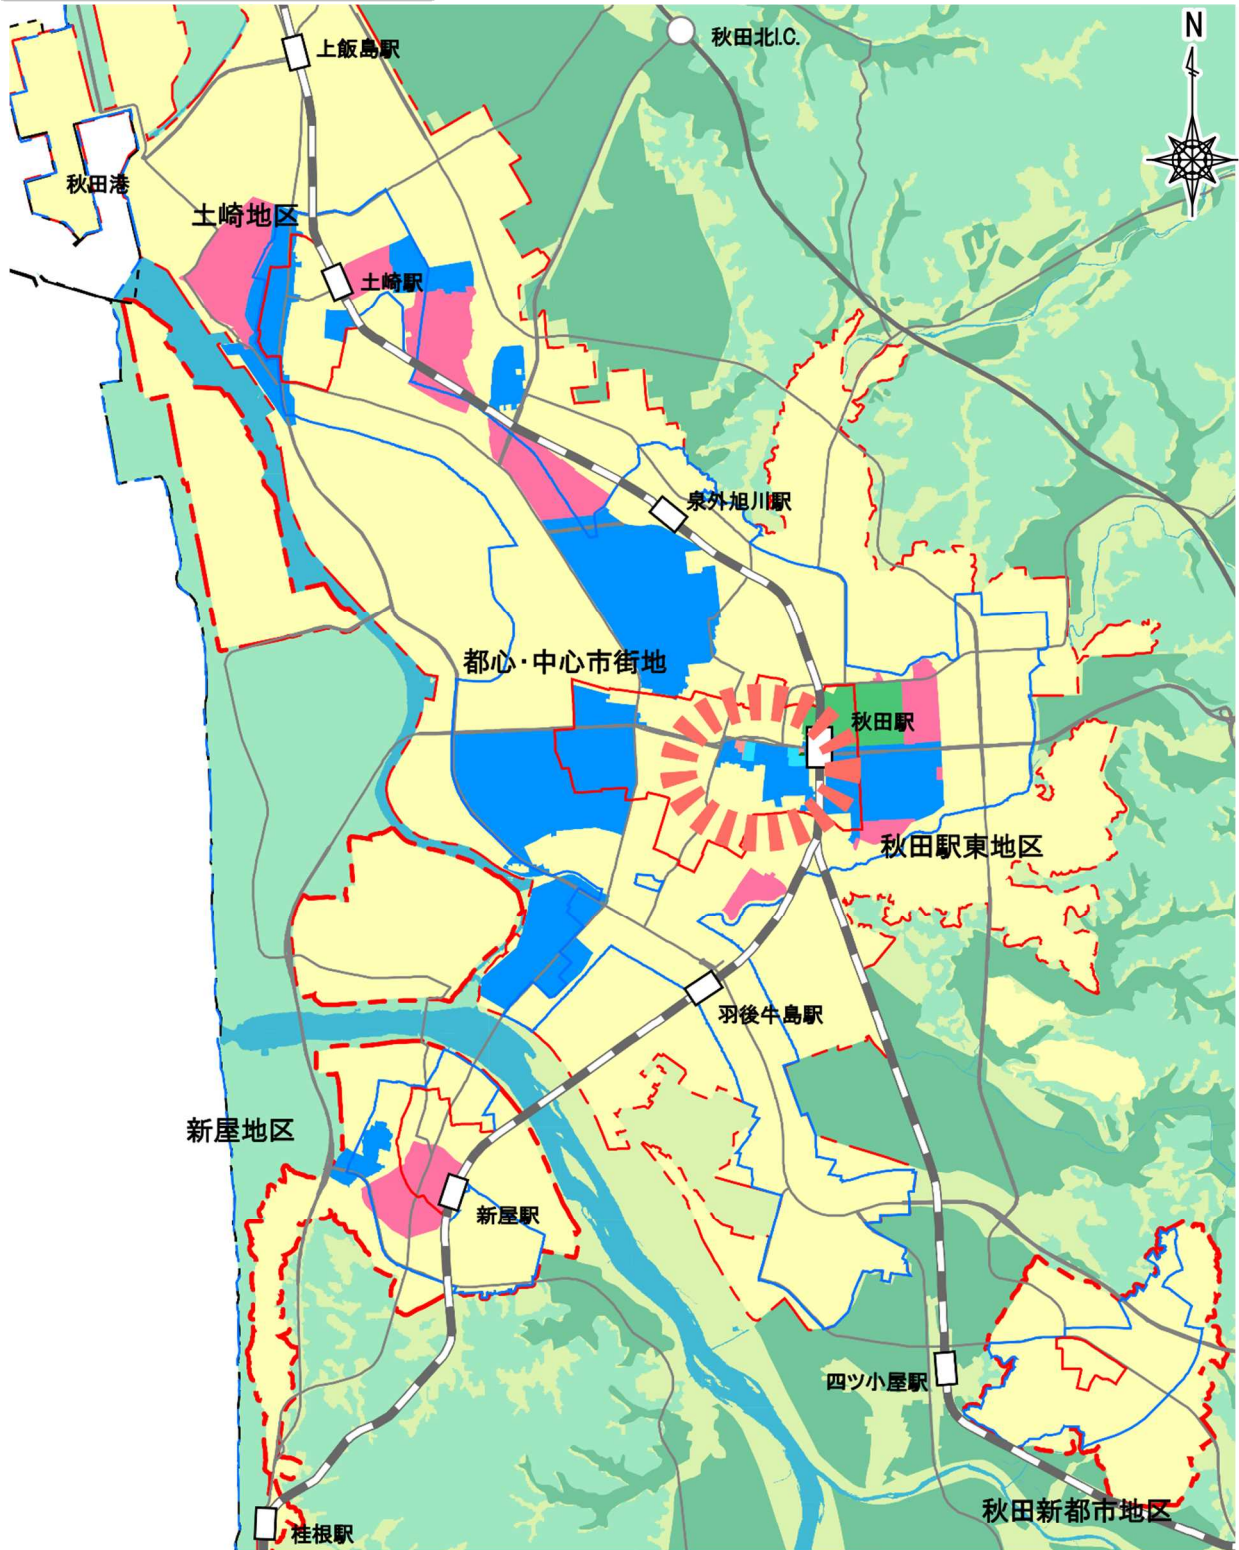 N
秋田北I.C.
上飯島駅
秋田港
土崎地区
土崎駅
泉外旭川駅
都心・中心市街地
秋田駅
秋田駅東地区
羽後牛島駅
新屋地区
新屋駅
四ツ小屋駅
秋田新都市地区
桂根駅